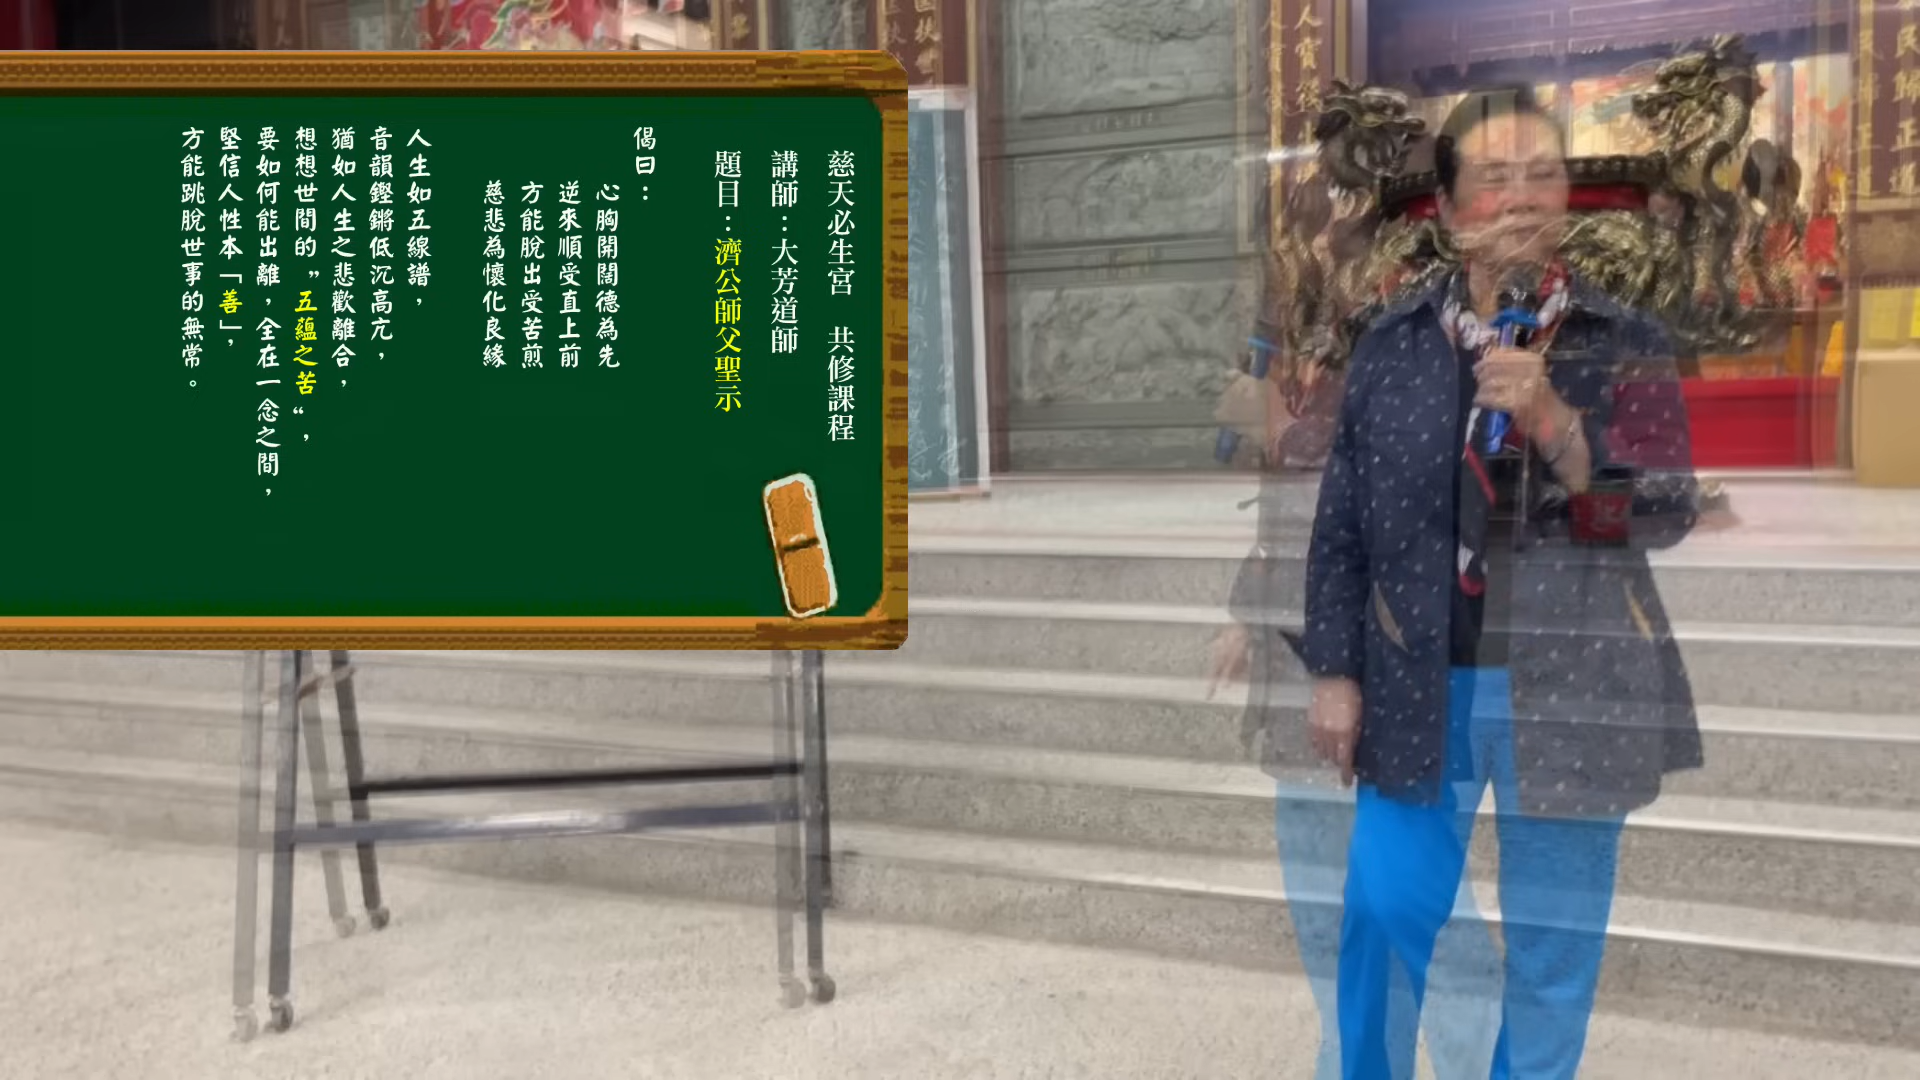 慈天必生宮　共修課程
講師：大芳道師
題目：濟公師父聖示
偈曰：
心胸開闊德為先
逆來順受直上前
方能脫出受苦煎
慈悲為懷化良緣
人生如五線譜，
音韻鏗鏘低沉高亢，
猶如人生之悲歡離合，
想想世間的”五蘊之苦“，
要如何能出離，全在一念之間，
堅信人性本「善」，
方能跳脫世事的無常。
民歸正道